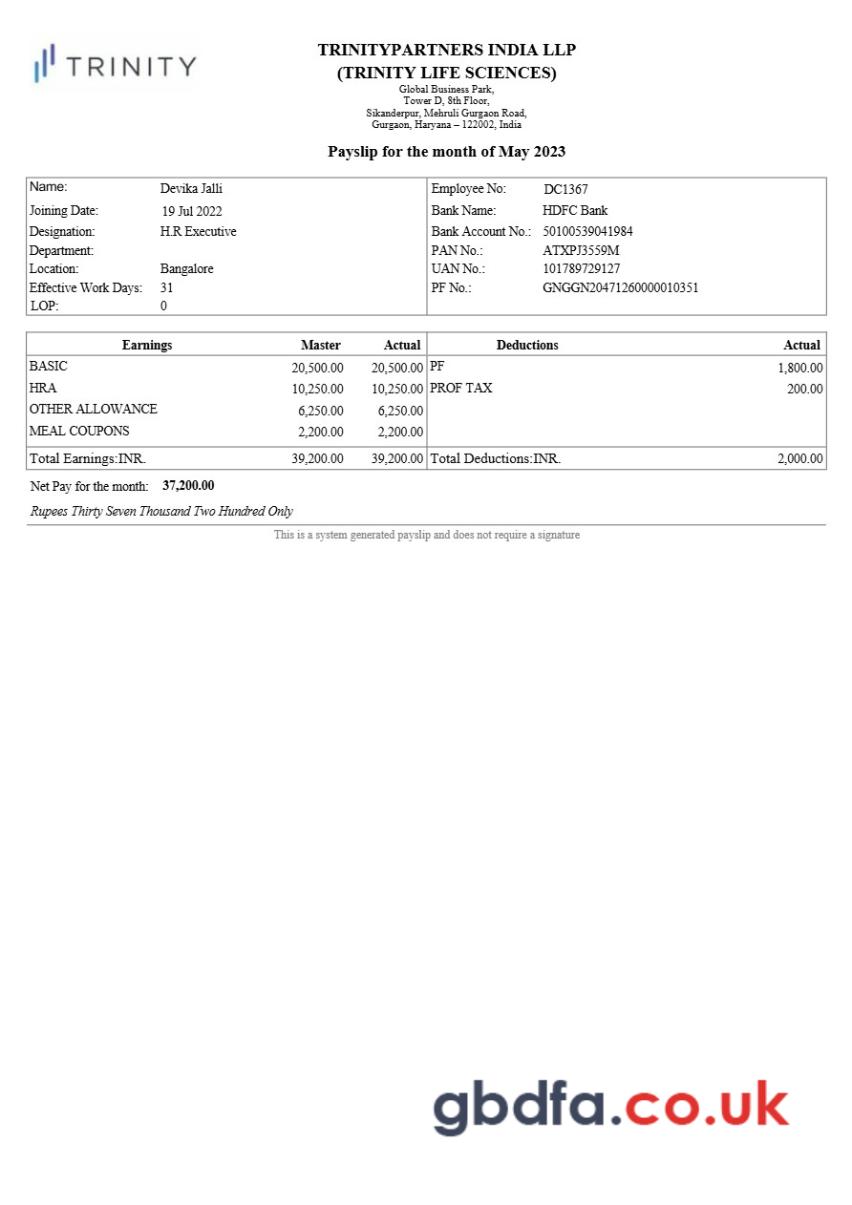 TRINITY
TRINITYPARTNERS INDIA LLP
(TRINITY LIFE SCIENCES)
Global Business Park,
Tower D, 8th Floor,
Sikanderpur, Mehruli Gurgaon Road,
Gurgaon, Haryana – 122002, India
Payslip for the month of May 2023
Name: Devika Jalli Employee No: DC1367
Joining Date: 19 Jul 2022 Bank Name: HDFC Bank
Designation: H.R Executive Bank Account No.: 50100539041984
Department: PAN No.: ATXPJ3559M
Location: Bangalore UAN No.: 101789729127
Effective Work Days: 31 PF No.: GNGGN20471260000010351
LOP: 0
Earnings Master Actual Deductions Actual
BASIC 20,500.00 20,500.00 PF 1,800.00
HRA 10,250.00 10,250.00 PROF TAX 200.00
OTHER ALLOWANCE 6,250.00 6,250.00
MEAL COUPONS 2,200.00 2,200.00
Total Earnings:INR. 39,200.00 39,200.00 Total Deductions:INR. 2,000.00
Net Pay for the month: 37,200.00
Rupees Thirty Seven Thousand Two Hundred Only
This is a system generated payslip and does not require a signature
gbdfa.co.uk